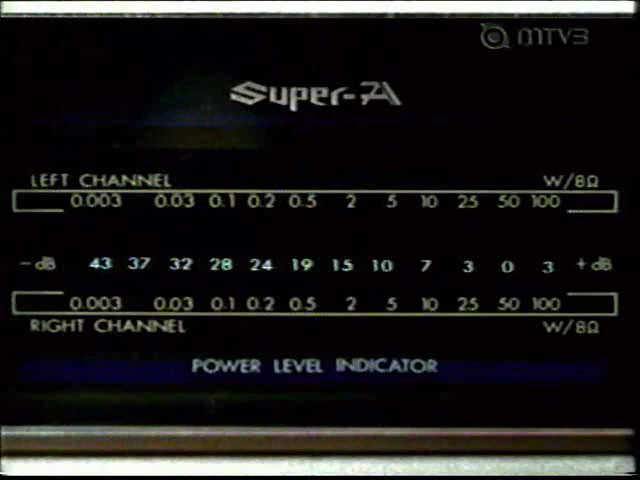 MTV3
Super-A
LEFT CHANNEL W/8Ω
0.003 0.03 0.1 0.2 0.5 2 5 10 25 50 100
-dB 43 37 32 28 24 19 15 10 7 3 0 3 +dB
0.003 0.03 0.1 0.2 0.5 2 5 10 25 50 100
RIGHT CHANNEL W/8Ω
POWER LEVEL INDICATOR